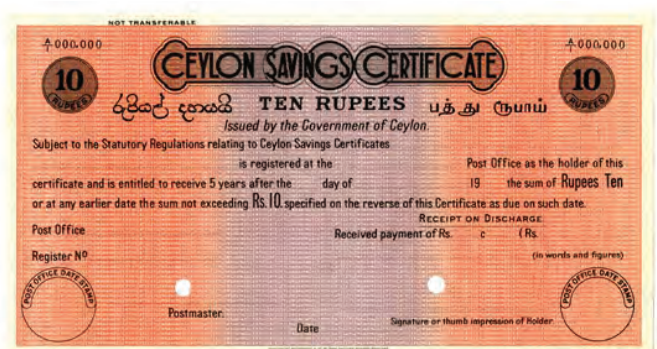 NOT TRANSFERABLE
A/1 000,000 A/1 000,000
CEYLON SAVINGS CERTIFICATE
10 10
RUPEES RUPEES
රුපියල් දහයයි TEN RUPEES பத்து ரூபாய்
Issued by the Government of Ceylon.
Subject to the Statutory Regulations relating to Ceylon Savings Certificates
is registered at the Post Office as the holder of this
certificate and is entitled to receive 5 years after the day of 19 the sum of Rupees Ten
or at any earlier date the sum not exceeding Rs.10. specified on the reverse of this Certificate as due on such date.
RECEIPT ON DISCHARGE.
Post Office Received payment of Rs. c (Rs.
Register Nº (in words and figures)
POST OFFICE DATE STAMP POST OFFICE DATE STAMP
Postmaster. Signature or thumb impression of Holder.
Date